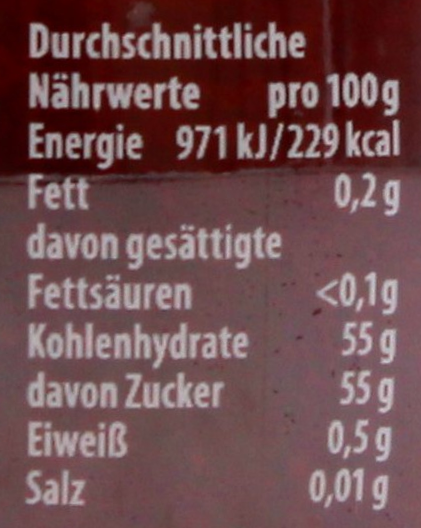 Durchschnittliche
Nährwerte pro 100g
Energie 971 kJ/229 kcal
Fett 0,2 g
davon gesättigte
Fettsäuren <0,1g
Kohlenhydrate 55 g
davon Zucker 55 g
Eiweiß 0,5 g
Salz 0,01 g